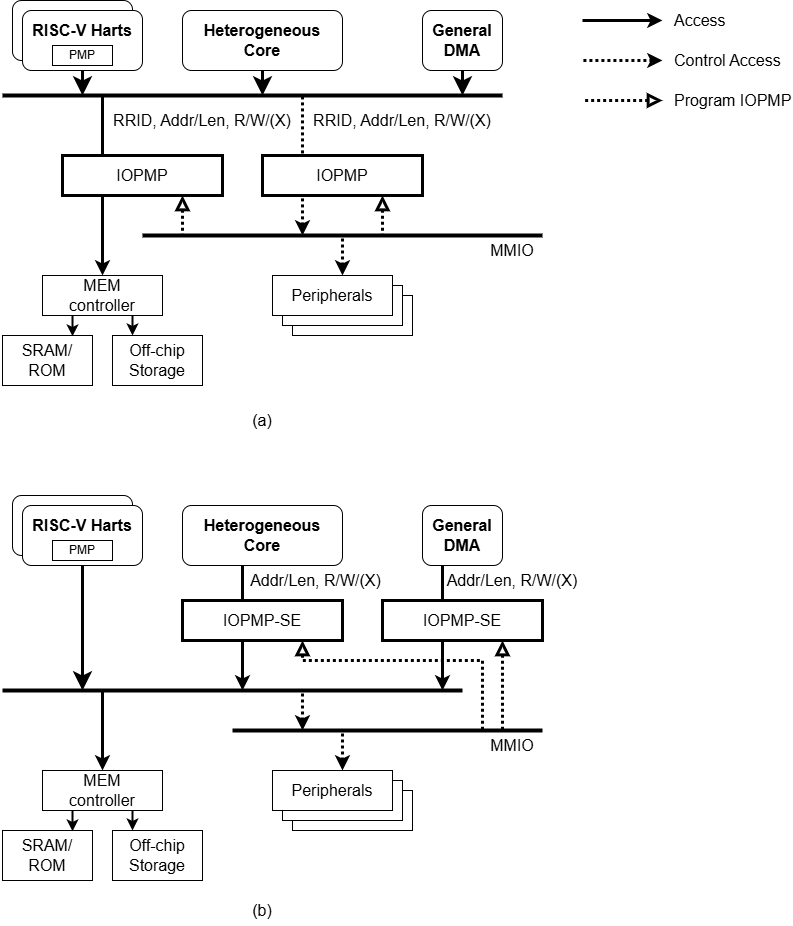 RISC-V Harts
PMP
Heterogeneous
Core
General
DMA
Access
Control Access
Program IOPMP
RRID, Addr/Len, R/W/(X)
RRID, Addr/Len, R/W/(X)
IOPMP
IOPMP
MMIO
MEM
controller
Peripherals
SRAM/
ROM
Off-chip
Storage
(a)
RISC-V Harts
PMP
Heterogeneous
Core
General
DMA
Addr/Len, R/W/(X)
Addr/Len, R/W/(X)
IOPMP-SE
IOPMP-SE
MMIO
MEM
controller
Peripherals
SRAM/
ROM
Off-chip
Storage
(b)